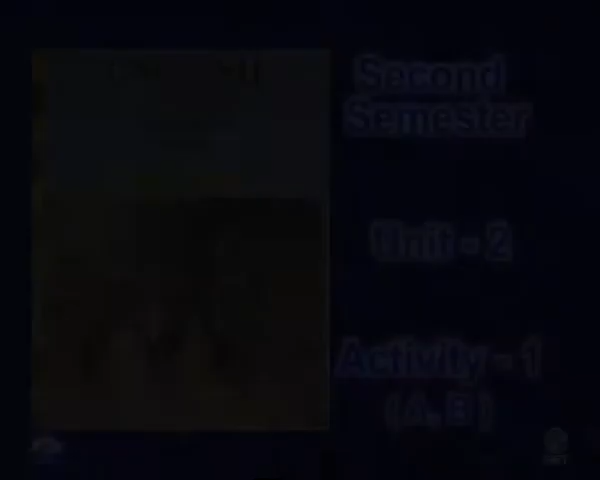 Second
Semester
Unit - 2
Activity - 1
(A, B)